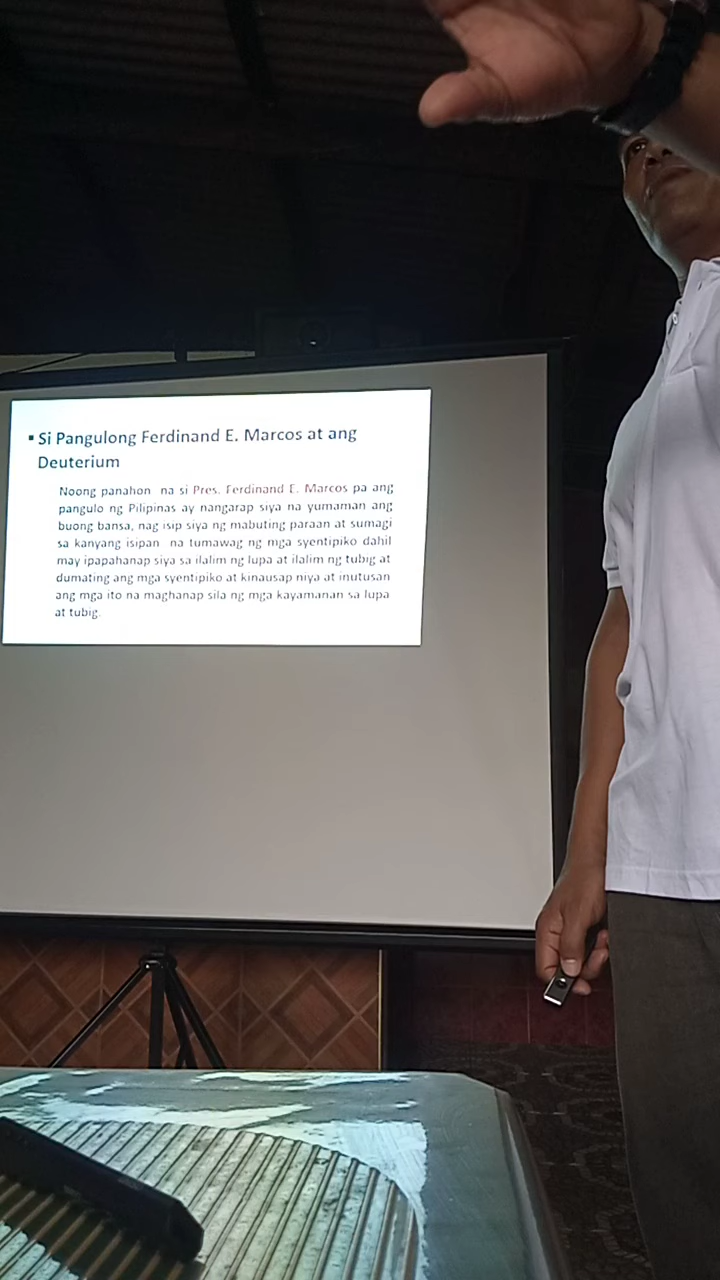 Si Pangulong Ferdinand E. Marcos at ang
Deuterium
Noong panahon na si Pres. Ferdinand E. Marcos pa ang
pangulo ng Pilipinas ay nangarap siya na yumaman ang
buong bansa, nag isip siya ng mabuting paraan at sumagi
sa kanyang isipan na tumawag ng mga syentipiko dahil
may ipapahanap siya sa ilalim ng lupa at ilalim ng tubig at
dumating ang mga syentipiko at kinausap niya at inutusan
ang mga ito na maghanap sila ng mga kayamanan sa lupa
at tubig.